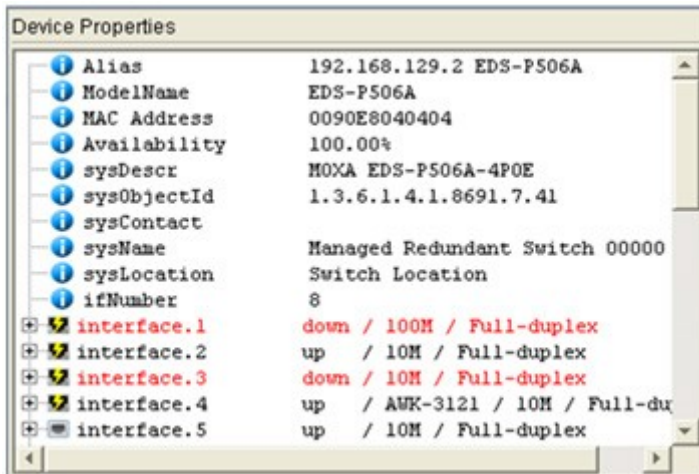 Device Properties
Alias 192.168.129.2 EDS-P506A
ModelName EDS-P506A
MAC Address 0090E8040404
Availability 100.00%
sysDescr MOXA EDS-P506A-4POE
sysObjectId 1.3.6.1.4.1.8691.7.41
sysContact
sysName Managed Redundant Switch 00000
sysLocation Switch Location
ifNumber 8
interface.1 down / 100M / Full-duplex
interface.2 up / 10M / Full-duplex
interface.3 down / 10M / Full-duplex
interface.4 up / AWK-3121 / 10M / Full-du
interface.5 up / 10M / Full-duplex